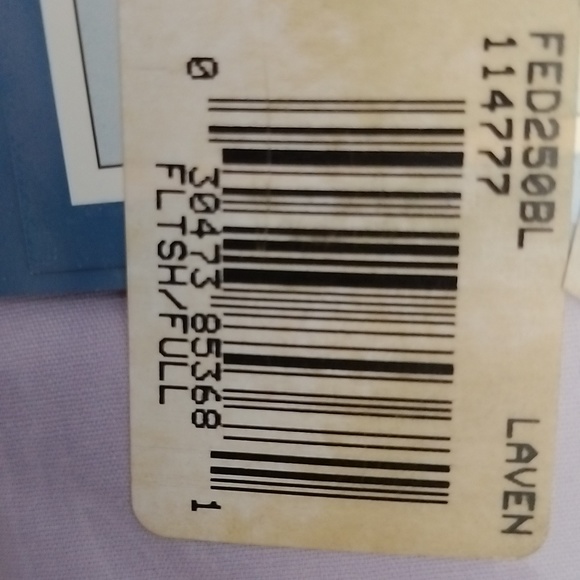 FED250BL LAVEN
114777
0 30473 85368 1
FLTSH/FULL